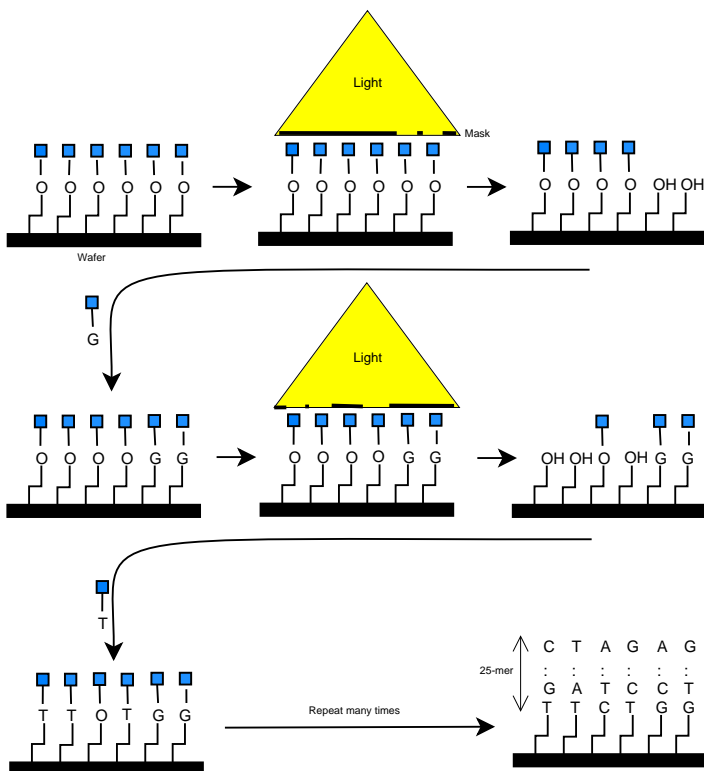 Light
Mask
O O O O O O
O O O O O O
O O O O OH OH
Wafer
G
Light
O O O O G G
O O O O G G
OH OH O OH G G
T
C T A G A G
: : : : : :
25-mer
G A T C C T
T T C T G G
T T O T G G
Repeat many times